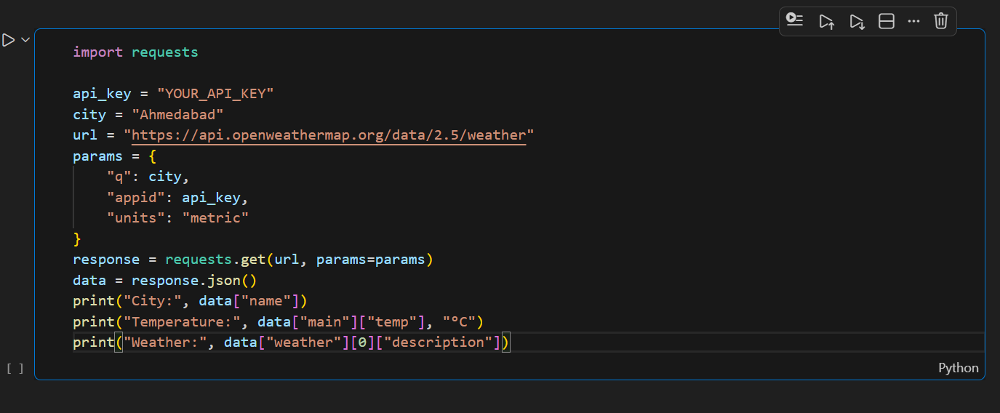 import requests

api_key = "YOUR_API_KEY"
city = "Ahmedabad"
url = "https://api.openweathermap.org/data/2.5/weather"
params = {
    "q": city,
    "appid": api_key,
    "units": "metric"
}
response = requests.get(url, params=params)
data = response.json()
print("City:", data["name"])
print("Temperature:", data["main"]["temp"], "°C")
print("Weather:", data["weather"][0]["description"])
[ ]
Python